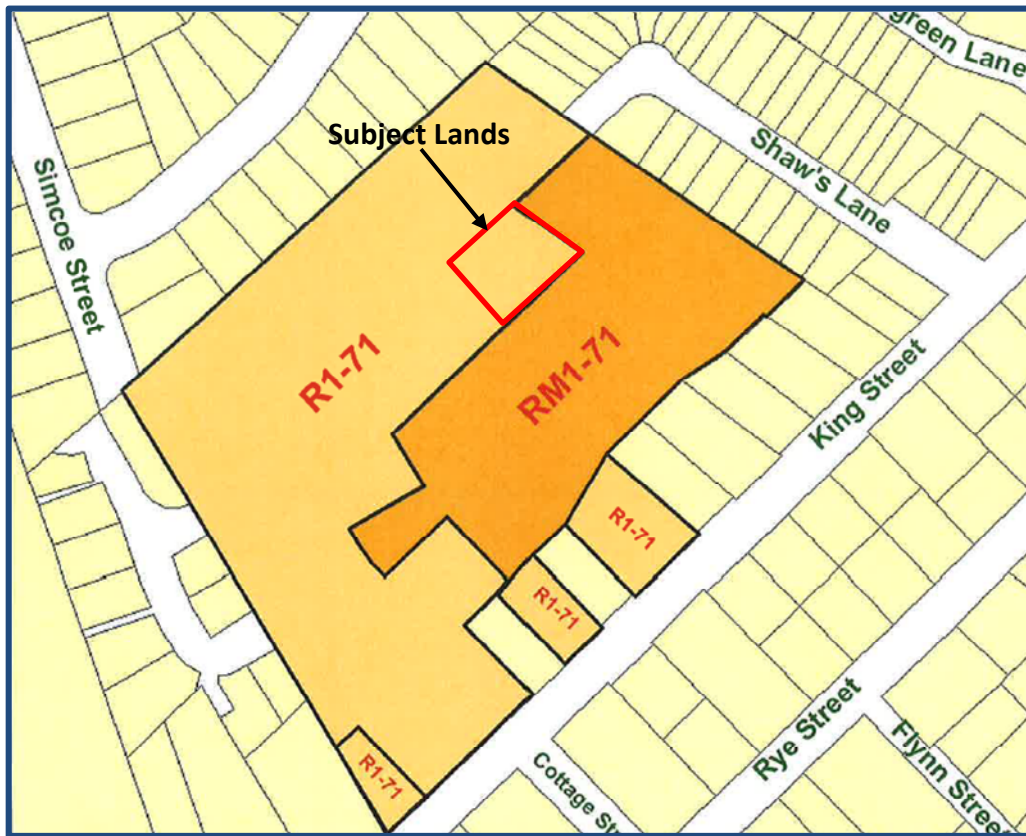 green Lane
Subject Lands
Shaw's Lane
Simcoe Street
R1-71
RM1-71
King Street
R1-71
R1-71
Rye Street
Flynn Street
Cottage St
R1-71